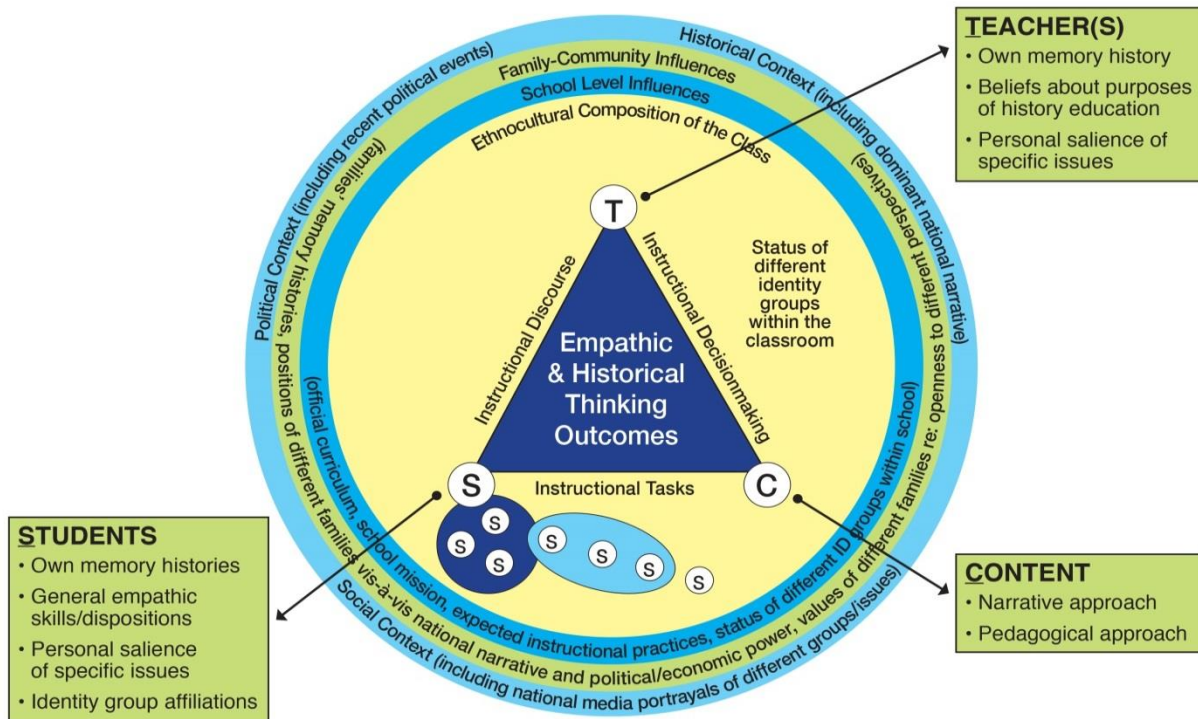 Historical Context (including dominant national narrative)
Political Context (including recent political events)
Family-Community Influences
(families' memory histories, positions of different families vis-à-vis national narrative and political/economic power, values of different families re: openness to different perspectives)
School Level Influences
(official curriculum, school mission, expected instructional practices, status of different ID groups within school)
Social Context (including national media portrayals of different groups/issues)
Ethnocultural Composition of the Class
T
Instructional Discourse
Instructional Decisionmaking
Status of
different
identity
groups
within the
classroom
Empathic
& Historical
Thinking
Outcomes
S
C
Instructional Tasks
S
S
S
S
S
S
S
S
TEACHER(S)
• Own memory history
• Beliefs about purposes
of history education
• Personal salience of
specific issues
STUDENTS
• Own memory histories
• General empathic
skills/dispositions
• Personal salience
of specific issues
• Identity group affiliations
CONTENT
• Narrative approach
• Pedagogical approach